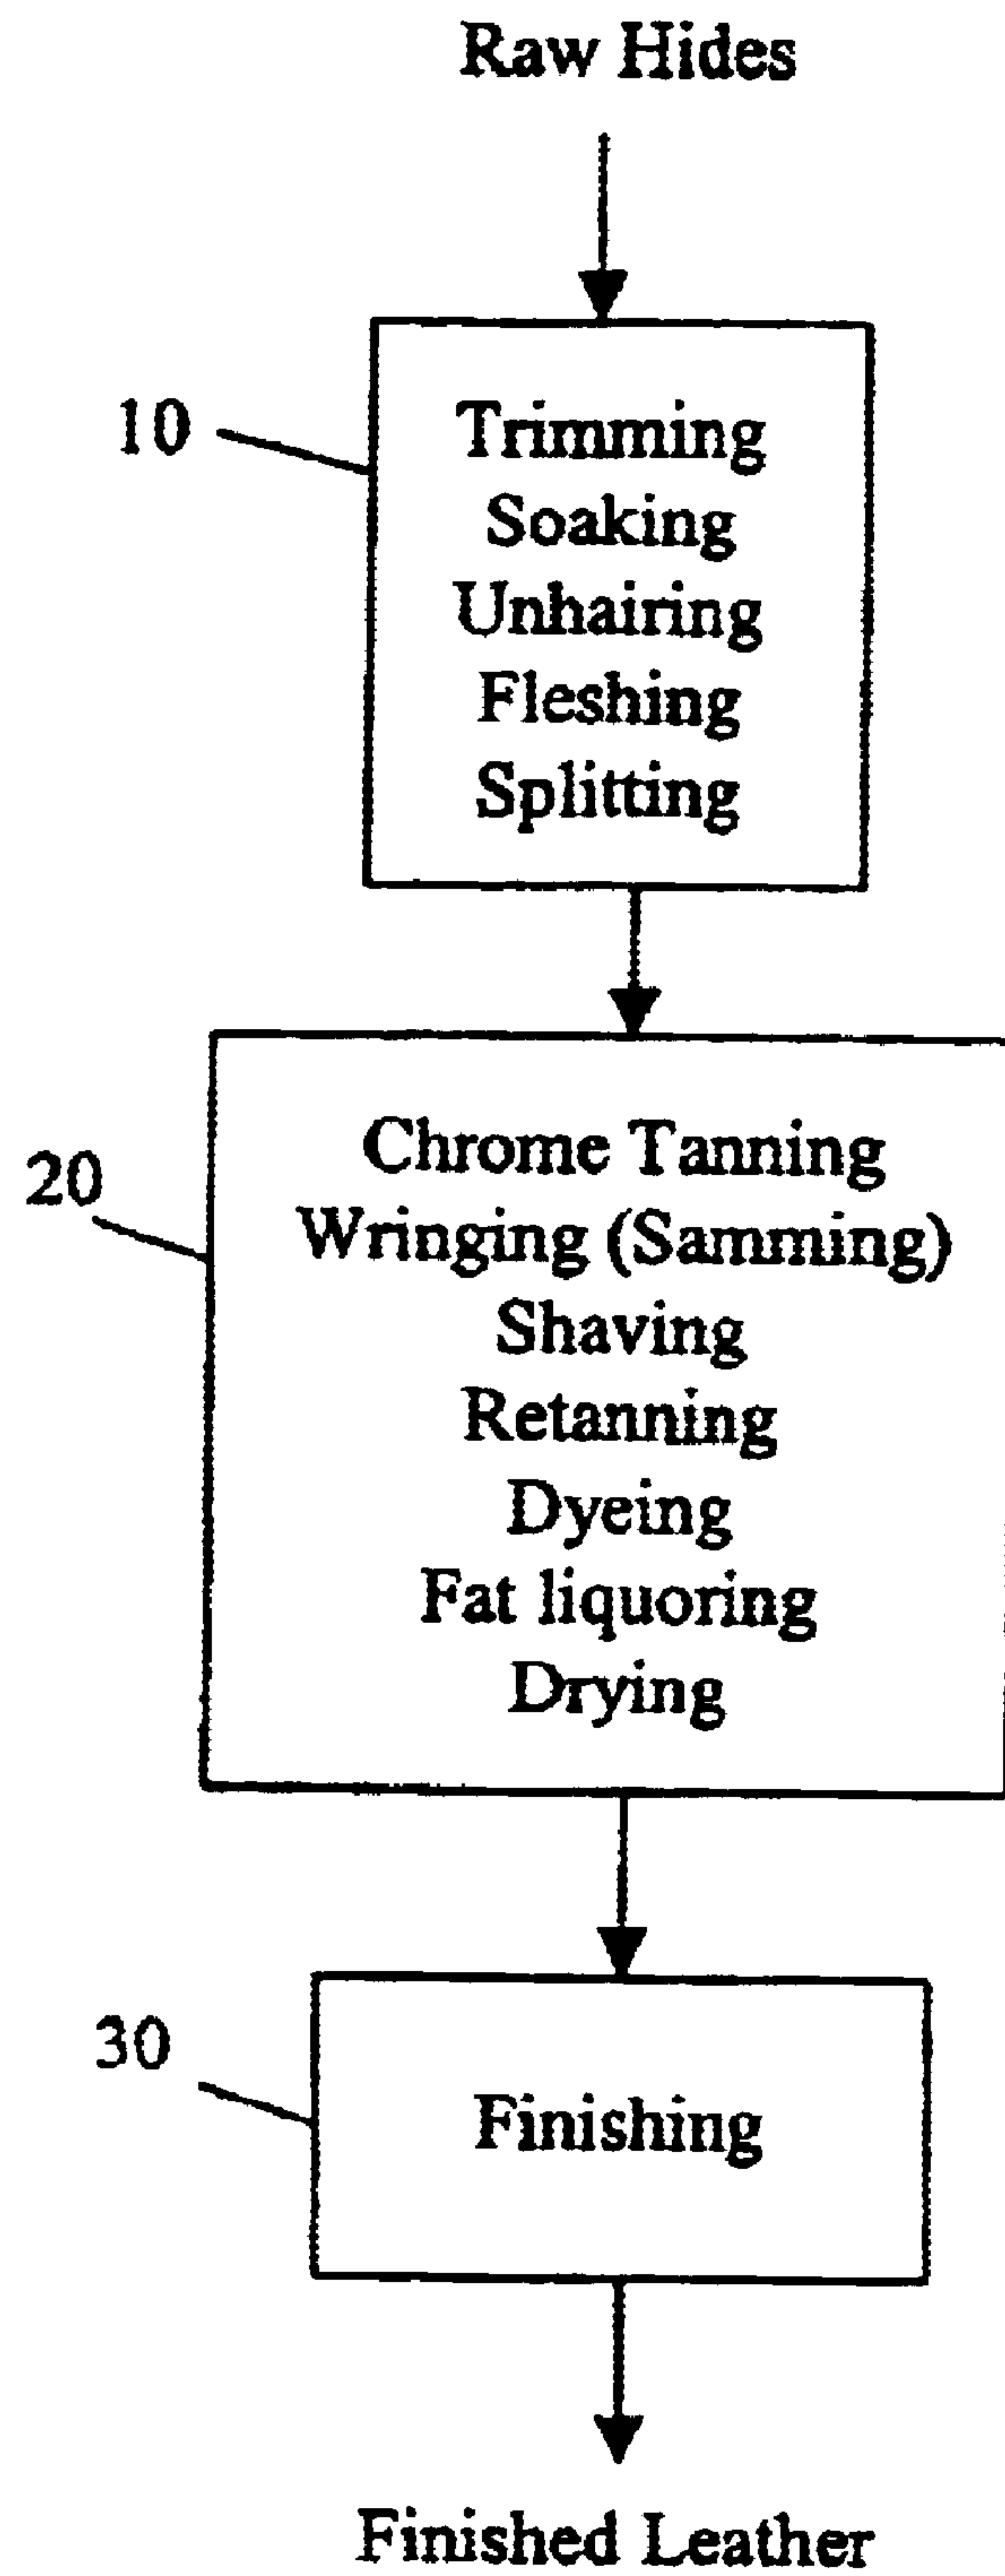 Raw Hides
10
Trimming
Soaking
Unhairing
Fleshing
Splitting
20
Chrome Tanning
Wringing (Samming)
Shaving
Retanning
Dyeing
Fat liquoring
Drying
30
Finishing
Finished Leather